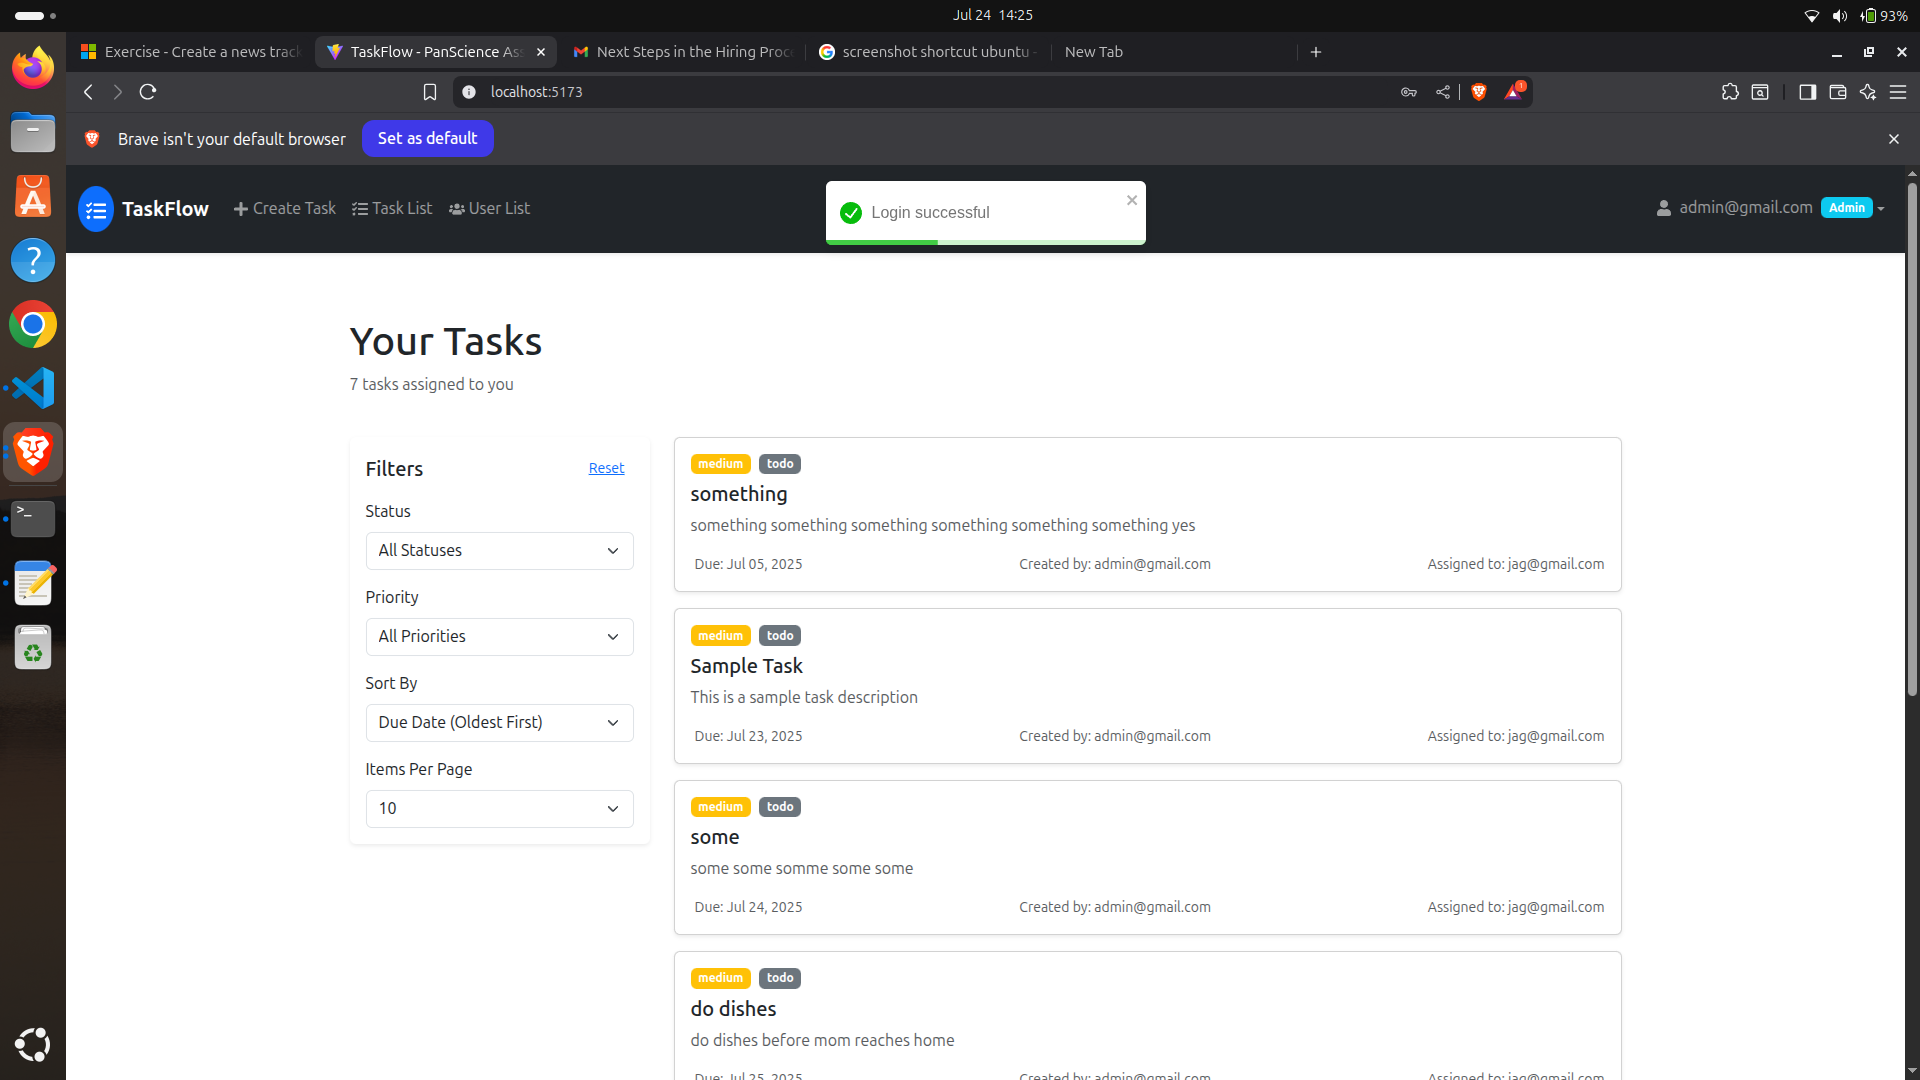 Jul 24 14:25
93%
Exercise - Create a news track
TaskFlow - PanScience Ass
Next Steps in the Hiring Proc
screenshot shortcut ubuntu -
New Tab
localhost:5173
1
Brave isn't your default browser
Set as default
TaskFlow
Create Task
Task List
User List
Login successful
admin@gmail.com
Admin
Your Tasks
7 tasks assigned to you
Filters
Reset
Status
All Statuses
Priority
All Priorities
Sort By
Due Date (Oldest First)
Items Per Page
10
medium todo
something
something something something something something something yes
Due: Jul 05, 2025 Created by: admin@gmail.com Assigned to: jag@gmail.com
medium todo
Sample Task
This is a sample task description
Due: Jul 23, 2025 Created by: admin@gmail.com Assigned to: jag@gmail.com
medium todo
some
some some somme some some
Due: Jul 24, 2025 Created by: admin@gmail.com Assigned to: jag@gmail.com
medium todo
do dishes
do dishes before mom reaches home
Due: Jul 25, 2025 Created by: admin@gmail.com Assigned to: jag@gmail.com